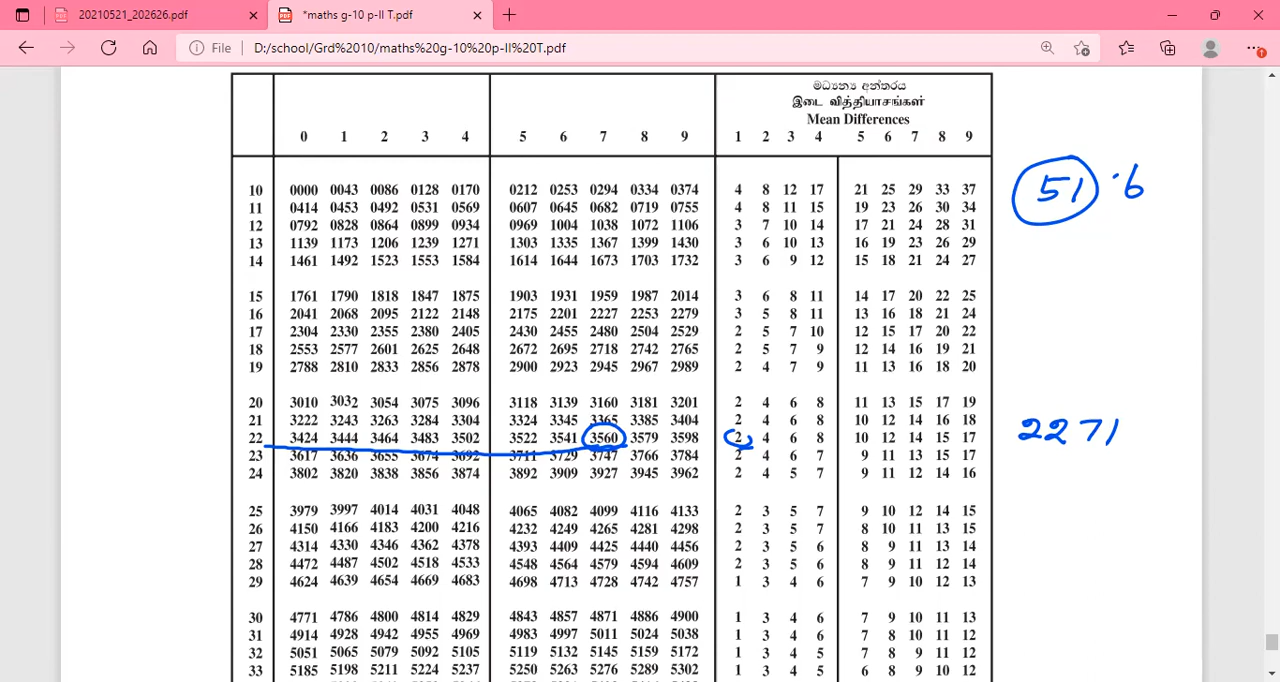 20210521_202626.pdf
*maths g-10 p-II T.pdf
File D:/school/Grd%2010/maths%20g-10%20p-II%20T.pdf
මධ්‍යන්‍ය අන්තරය
இடை வித்தியாசங்கள்
Mean Differences
0 1 2 3 4 5 6 7 8 9 1 2 3 4 5 6 7 8 9
10 0000 0043 0086 0128 0170 0212 0253 0294 0334 0374 4 8 12 17 21 25 29 33 37
51.6
11 0414 0453 0492 0531 0569 0607 0645 0682 0719 0755 4 8 11 15 19 23 26 30 34
12 0792 0828 0864 0899 0934 0969 1004 1038 1072 1106 3 7 10 14 17 21 24 28 31
13 1139 1173 1206 1239 1271 1303 1335 1367 1399 1430 3 6 10 13 16 19 23 26 29
14 1461 1492 1523 1553 1584 1614 1644 1673 1703 1732 3 6 9 12 15 18 21 24 27
15 1761 1790 1818 1847 1875 1903 1931 1959 1987 2014 3 6 8 11 14 17 20 22 25
16 2041 2068 2095 2122 2148 2175 2201 2227 2253 2279 3 5 8 11 13 16 18 21 24
17 2304 2330 2355 2380 2405 2430 2455 2480 2504 2529 2 5 7 10 12 15 17 20 22
18 2553 2577 2601 2625 2648 2672 2695 2718 2742 2765 2 5 7 9 12 14 16 19 21
19 2788 2810 2833 2856 2878 2900 2923 2945 2967 2989 2 4 7 9 11 13 16 18 20
20 3010 3032 3054 3075 3096 3118 3139 3160 3181 3201 2 4 6 8 11 13 15 17 19
21 3222 3243 3263 3284 3304 3324 3345 3365 3385 3404 2 4 6 8 10 12 14 16 18
22 3424 3444 3464 3483 3502 3522 3541 3560 3579 3598 2 4 6 8 10 12 14 15 17
2271
23 3617 3636 3655 3674 3692 3711 3729 3747 3766 3784 2 4 6 7 9 11 13 15 17
24 3802 3820 3838 3856 3874 3892 3909 3927 3945 3962 2 4 5 7 9 11 12 14 16
25 3979 3997 4014 4031 4048 4065 4082 4099 4116 4133 2 3 5 7 9 10 12 14 15
26 4150 4166 4183 4200 4216 4232 4249 4265 4281 4298 2 3 5 7 8 10 11 13 15
27 4314 4330 4346 4362 4378 4393 4409 4425 4440 4456 2 3 5 6 8 9 11 13 14
28 4472 4487 4502 4518 4533 4548 4564 4579 4594 4609 2 3 5 6 8 9 11 12 14
29 4624 4639 4654 4669 4683 4698 4713 4728 4742 4757 1 3 4 6 7 9 10 12 13
30 4771 4786 4800 4814 4829 4843 4857 4871 4886 4900 1 3 4 6 7 9 10 11 13
31 4914 4928 4942 4955 4969 4983 4997 5011 5024 5038 1 3 4 6 7 8 10 11 12
32 5051 5065 5079 5092 5105 5119 5132 5145 5159 5172 1 3 4 5 7 8 9 11 12
33 5185 5198 5211 5224 5237 5250 5263 5276 5289 5302 1 3 4 5 6 8 9 10 12